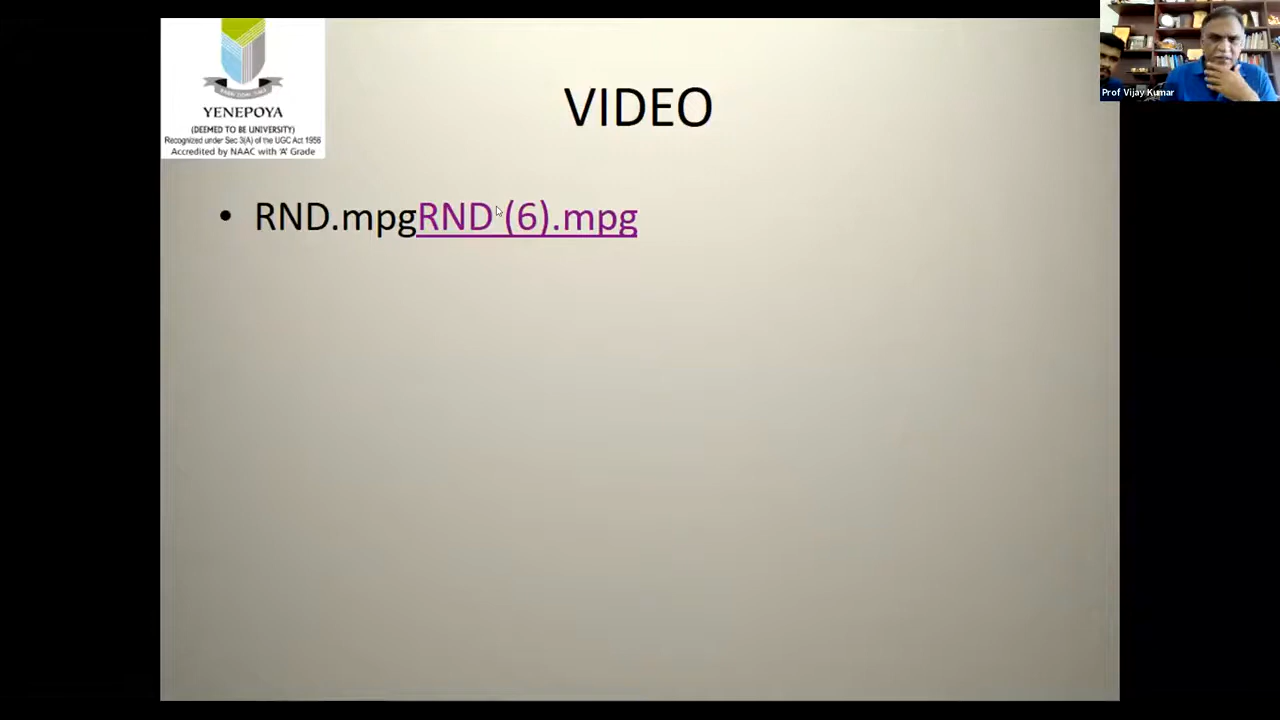 YENEPOYA
(DEEMED TO BE UNIVERSITY)
Recognized under Sec 3(A) of the UGC Act 1956
Accredited by NAAC with 'A' Grade
VIDEO
Prof Vijay Kumar
• RND.mpgRND (6).mpg